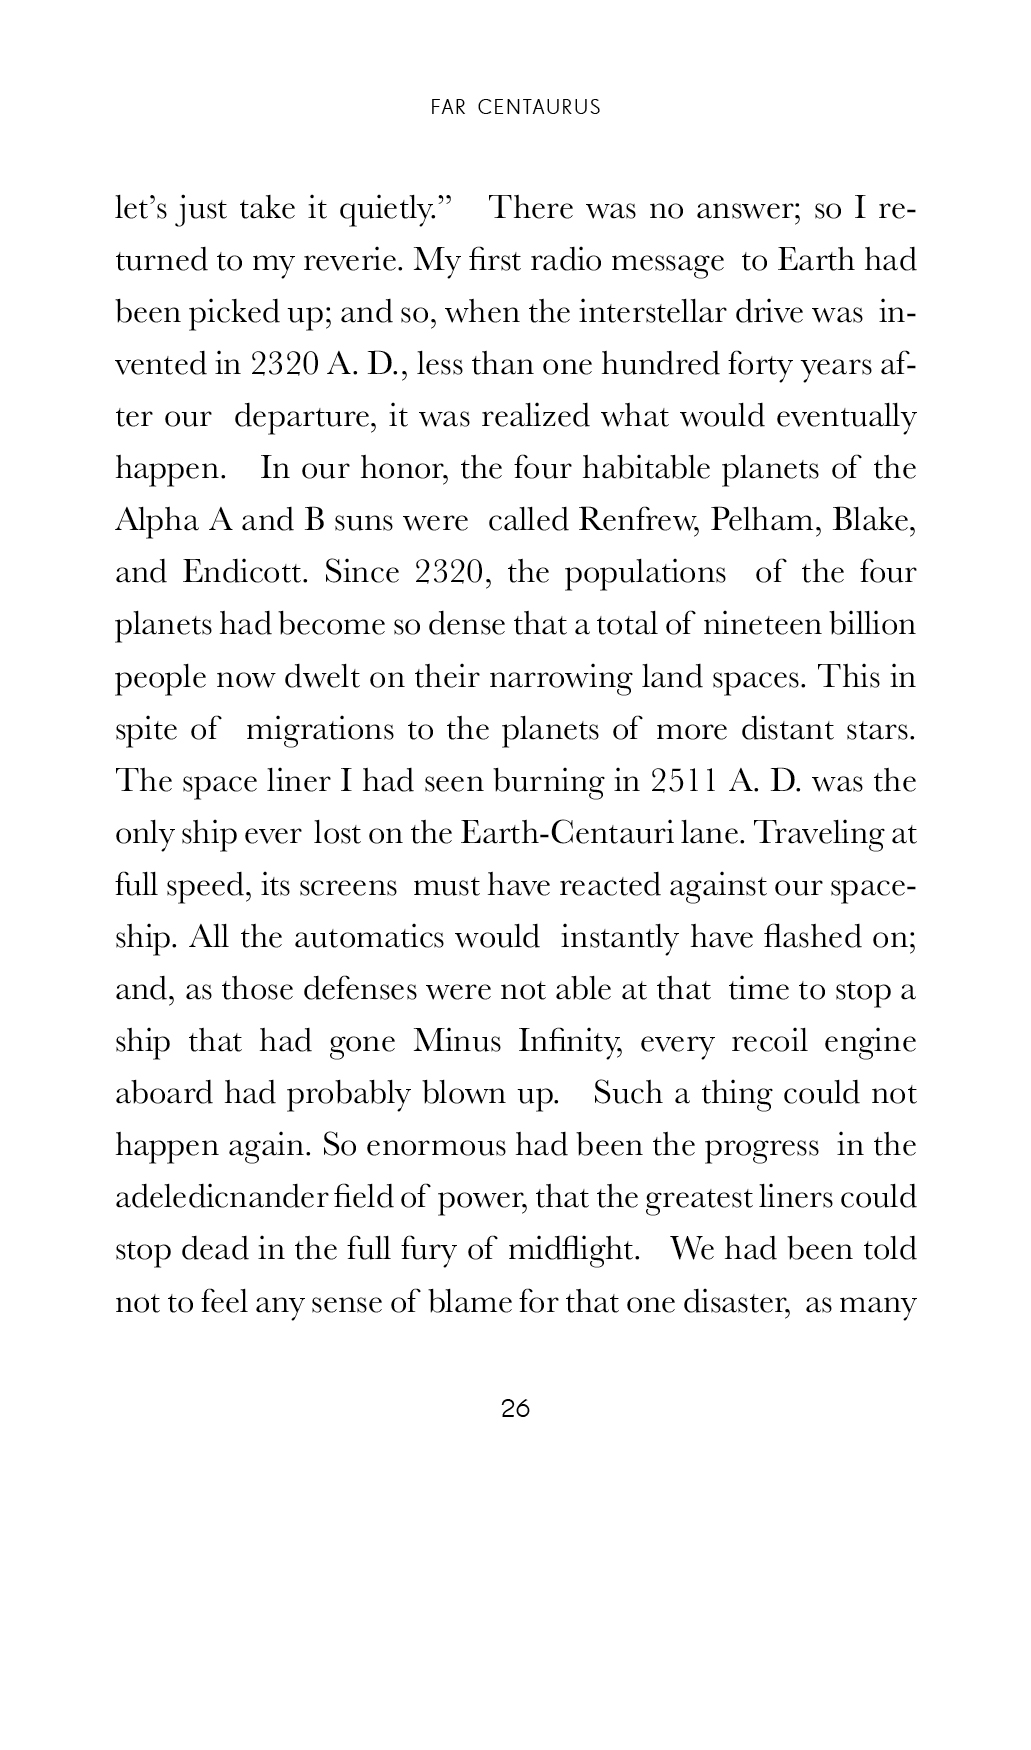 FAR CENTAURUS
let’s just take it quietly.” There was no answer; so I re-
turned to my reverie. My first radio message to Earth had
been picked up; and so, when the interstellar drive was in-
vented in 2320 A. D., less than one hundred forty years af-
ter our departure, it was realized what would eventually
happen. In our honor, the four habitable planets of the
Alpha A and B suns were called Renfrew, Pelham, Blake,
and Endicott. Since 2320, the populations of the four
planets had become so dense that a total of nineteen billion
people now dwelt on their narrowing land spaces. This in
spite of migrations to the planets of more distant stars.
The space liner I had seen burning in 2511 A. D. was the
only ship ever lost on the Earth-Centauri lane. Traveling at
full speed, its screens must have reacted against our space-
ship. All the automatics would instantly have flashed on;
and, as those defenses were not able at that time to stop a
ship that had gone Minus Infinity, every recoil engine
aboard had probably blown up. Such a thing could not
happen again. So enormous had been the progress in the
adeledicnander field of power, that the greatest liners could
stop dead in the full fury of midflight. We had been told
not to feel any sense of blame for that one disaster, as many
26